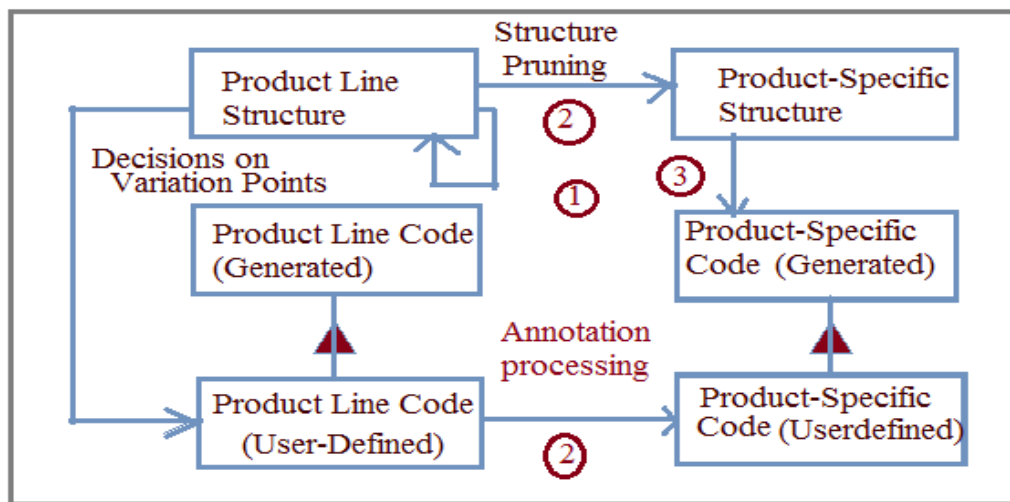 Structure
Pruning
Product Line
Structure
Product-Specific
Structure
2
Decisions on
Variation Points
1
3
Product Line Code
(Generated)
Product-Specific
Code (Generated)
Annotation
processing
Product Line Code
(User-Defined)
Product-Specific
Code (Userdefined)
2